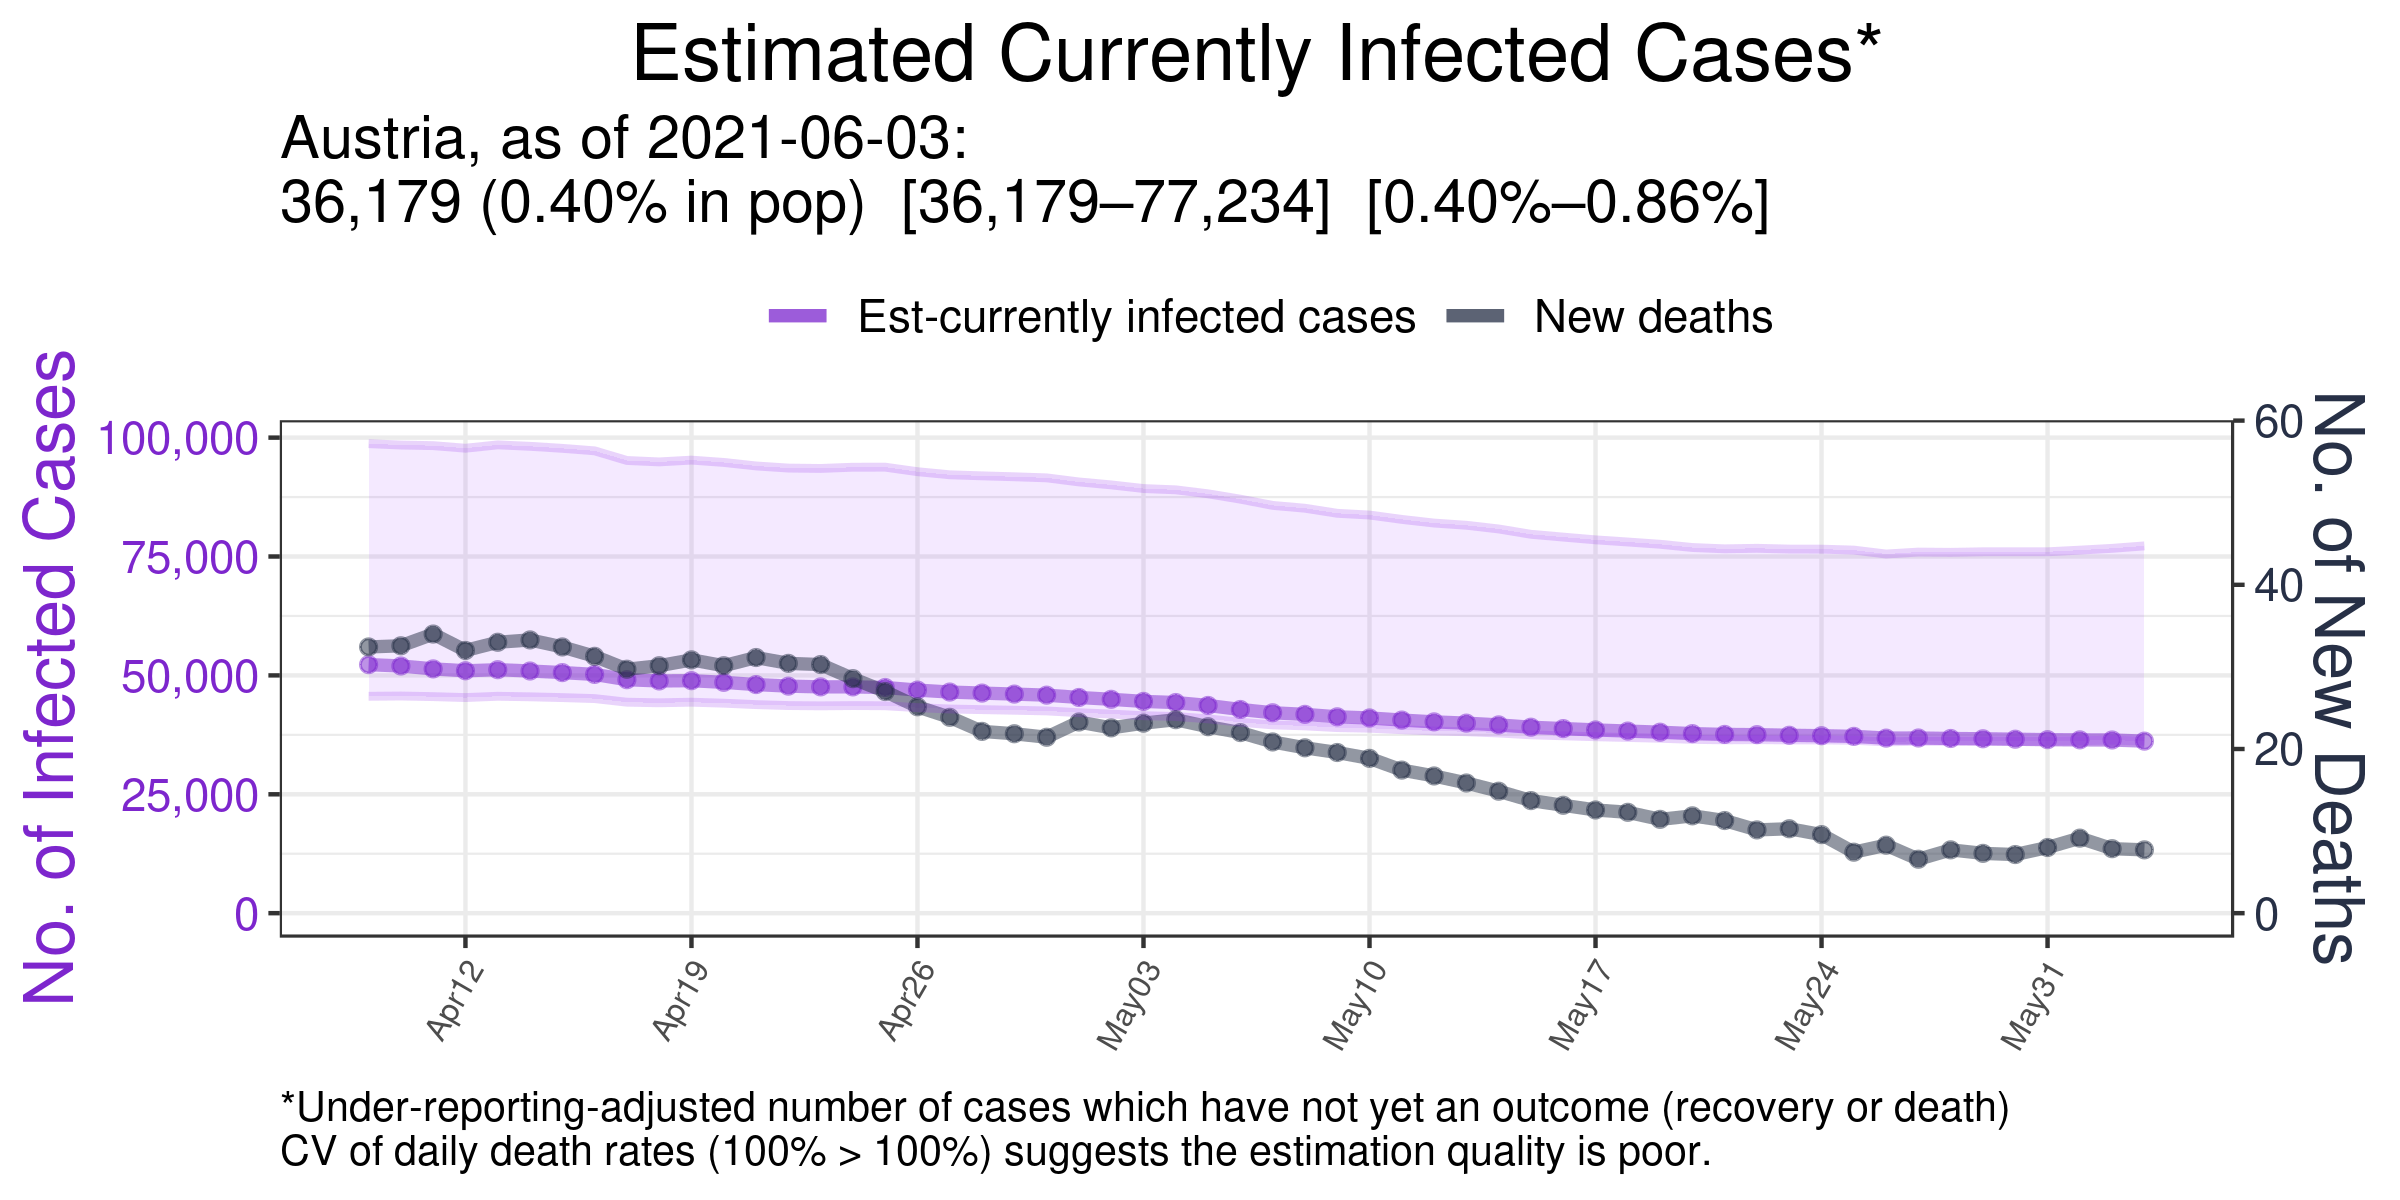 Estimated Currently Infected Cases*
Austria, as of 2021-06-03:
36,179 (0.40% in pop)  [36,179–77,234]  [0.40%–0.86%]
Est-currently infected cases
New deaths
No. of Infected Cases
100,000
75,000
50,000
25,000
0
60
40
20
0
No. of New Deaths
Apr12
Apr19
Apr26
May03
May10
May17
May24
May31
*Under-reporting-adjusted number of cases which have not yet an outcome (recovery or death)
CV of daily death rates (100% > 100%) suggests the estimation quality is poor.